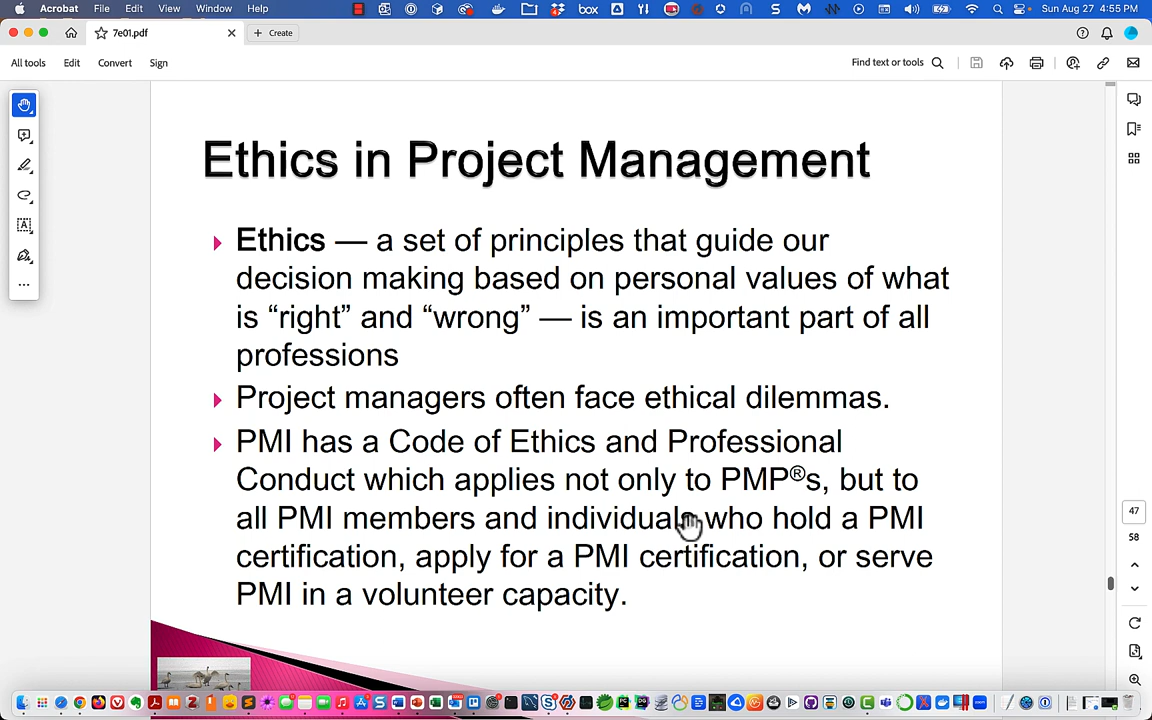 Acrobat File Edit View Window Help box Sun Aug 27 4:55 PM
7e01.pdf Create
All tools Edit Convert Sign Find text or tools
Ethics in Project Management
Ethics — a set of principles that guide our
decision making based on personal values of what
is “right” and “wrong” — is an important part of all
professions
Project managers often face ethical dilemmas.
PMI has a Code of Ethics and Professional
Conduct which applies not only to PMP®s, but to
all PMI members and individuals who hold a PMI
certification, apply for a PMI certification, or serve
PMI in a volunteer capacity.
47
58